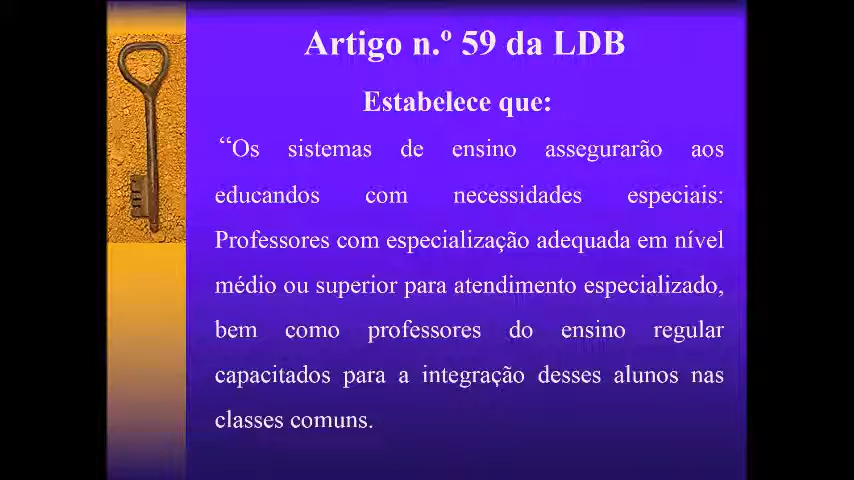 Artigo n.º 59 da LDB
Estabelece que:
“Os sistemas de ensino assegurarão aos
educandos com necessidades especiais:
Professores com especialização adequada em nível
médio ou superior para atendimento especializado,
bem como professores do ensino regular
capacitados para a integração desses alunos nas
classes comuns.